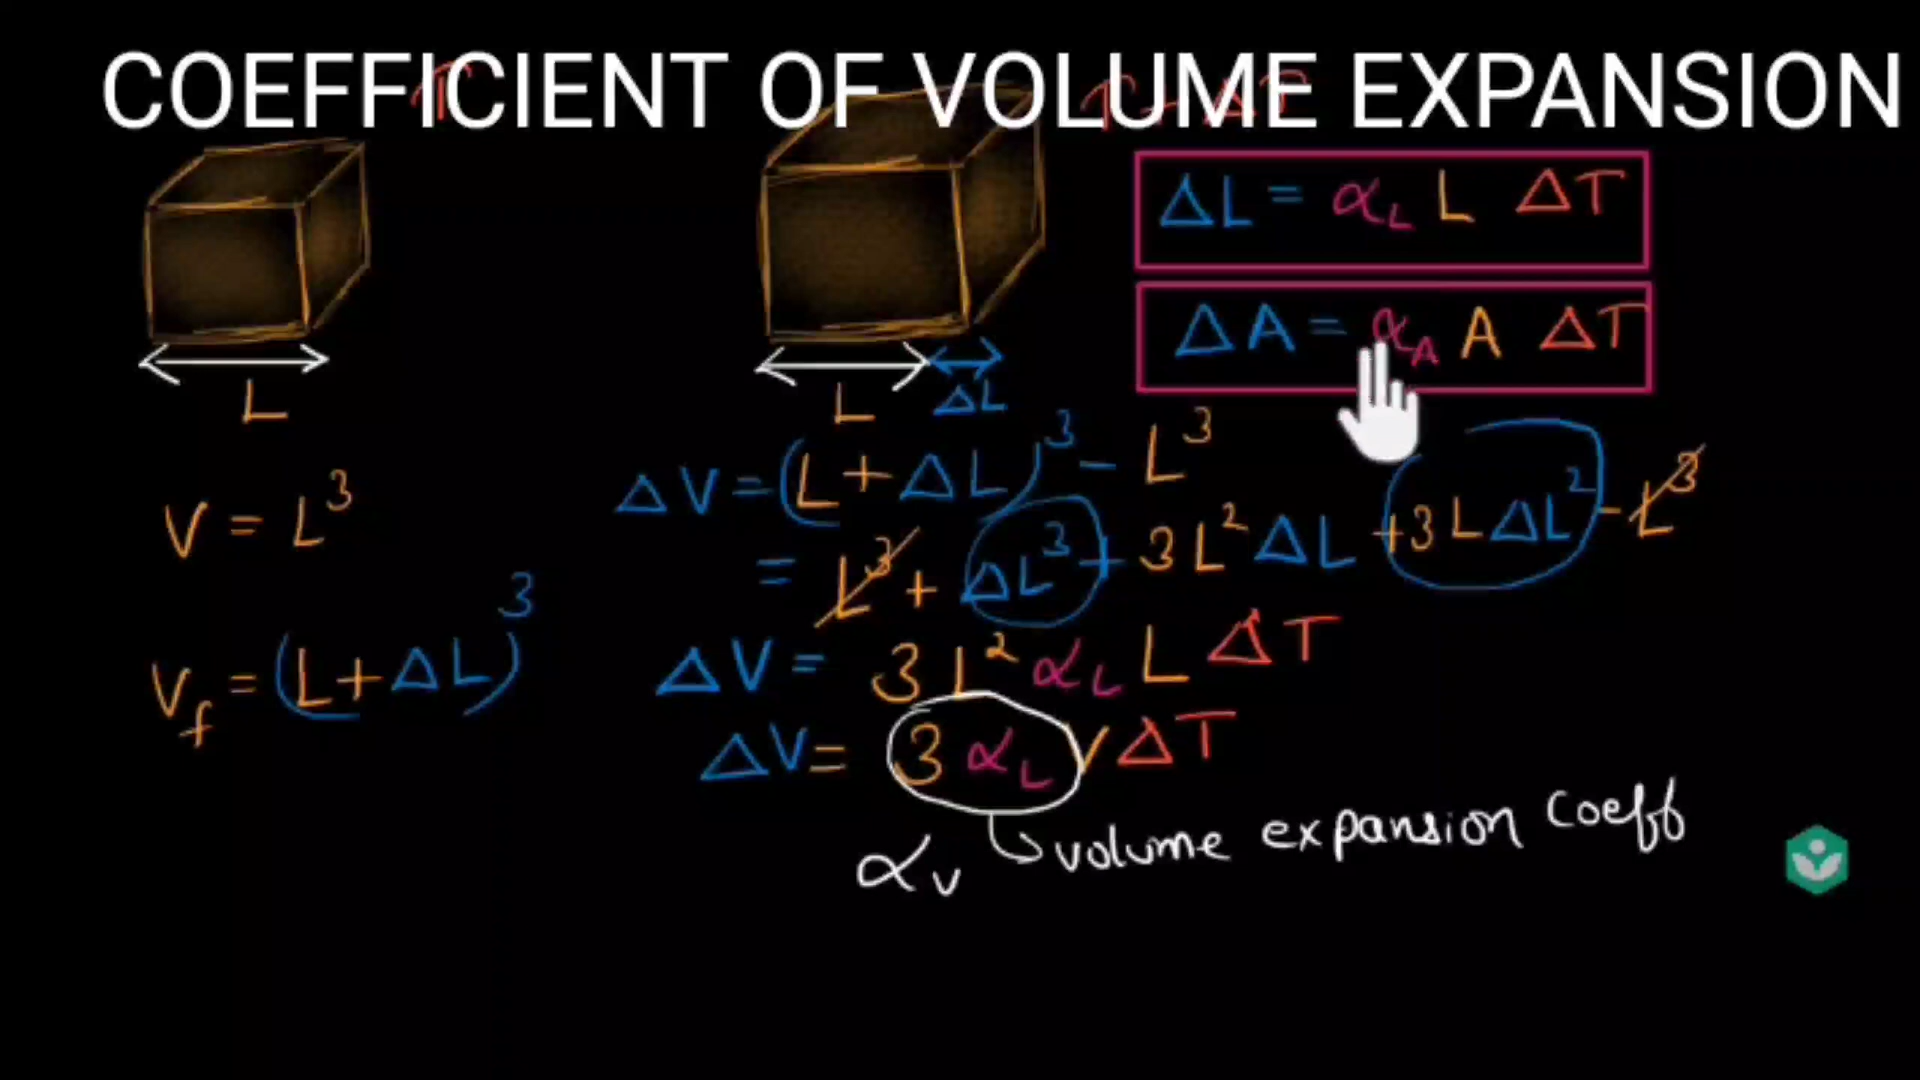 COEFFICIENT OF VOLUME EXPANSION
T
T + ΔT
ΔL = α_L L ΔT
ΔA = α_A A ΔT
L
L ΔL
V = L³
ΔV = (L + ΔL)³ - L³
= L³ + ΔL³ + 3L²ΔL + 3LΔL² - L³
V_f = (L + ΔL)³
ΔV = 3L² α_L L ΔT
ΔV = 3α_L V ΔT
α_v volume expansion Coeff